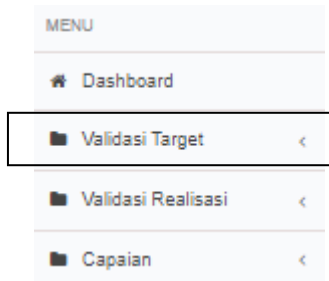 MENU
Dashboard
Validasi Target
Validasi Realisasi
Capaian